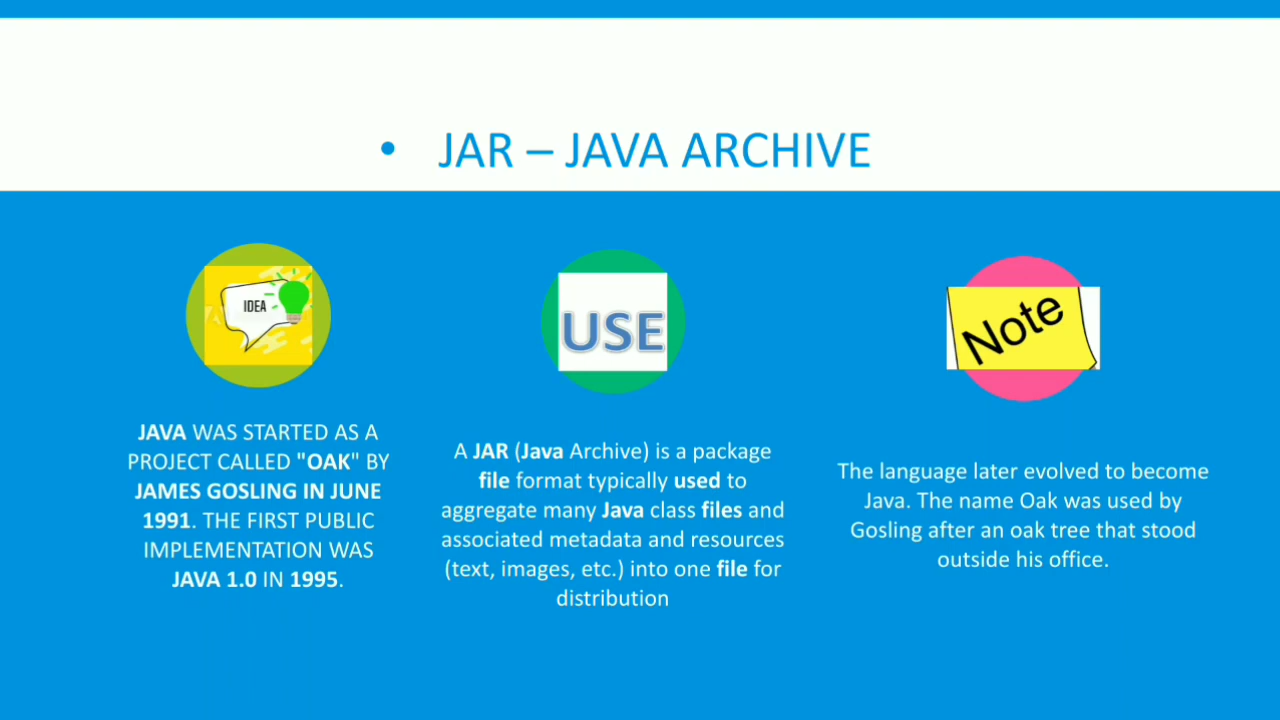 • JAR – JAVA ARCHIVE
IDEA
JAVA WAS STARTED AS A
PROJECT CALLED "OAK" BY
JAMES GOSLING IN JUNE
1991. THE FIRST PUBLIC
IMPLEMENTATION WAS
JAVA 1.0 IN 1995.
USE
A JAR (Java Archive) is a package
file format typically used to
aggregate many Java class files and
associated metadata and resources
(text, images, etc.) into one file for
distribution
Note
The language later evolved to become
Java. The name Oak was used by
Gosling after an oak tree that stood
outside his office.